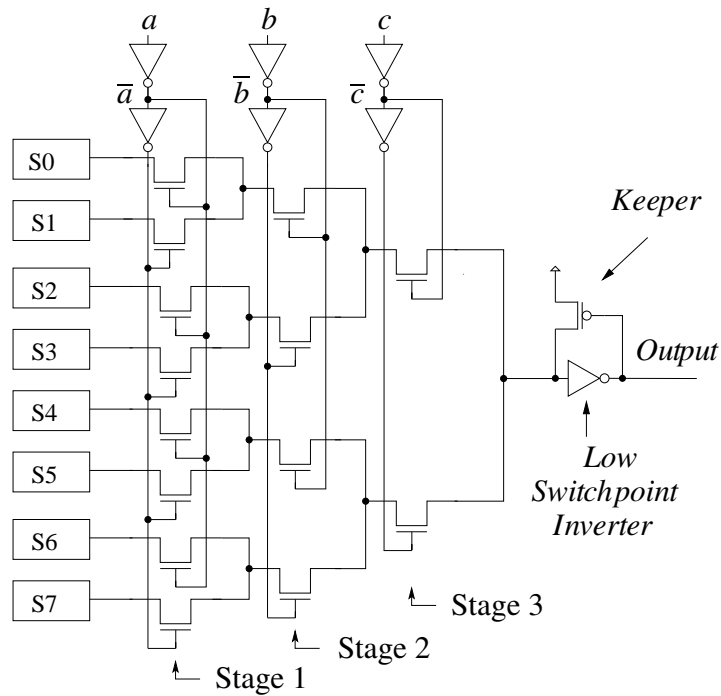 a b c
a̅ b̅ c̅
S0
S1
S2
S3
S4
S5
S6
S7
Keeper
Output
Low
Switchpoint
Inverter
Stage 3
Stage 2
Stage 1